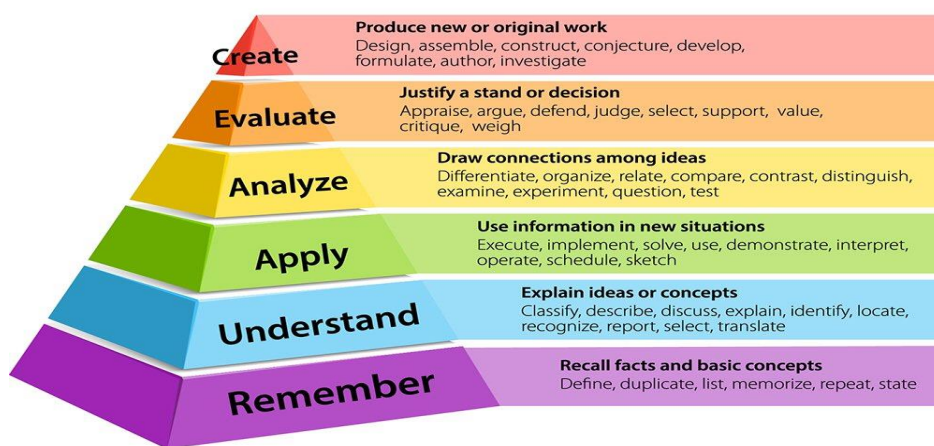 Create
Produce new or original work
Design, assemble, construct, conjecture, develop,
formulate, author, investigate
Evaluate
Justify a stand or decision
Appraise, argue, defend, judge, select, support, value,
critique, weigh
Analyze
Draw connections among ideas
Differentiate, organize, relate, compare, contrast, distinguish,
examine, experiment, question, test
Apply
Use information in new situations
Execute, implement, solve, use, demonstrate, interpret,
operate, schedule, sketch
Understand
Explain ideas or concepts
Classify, describe, discuss, explain, identify, locate,
recognize, report, select, translate
Remember
Recall facts and basic concepts
Define, duplicate, list, memorize, repeat, state